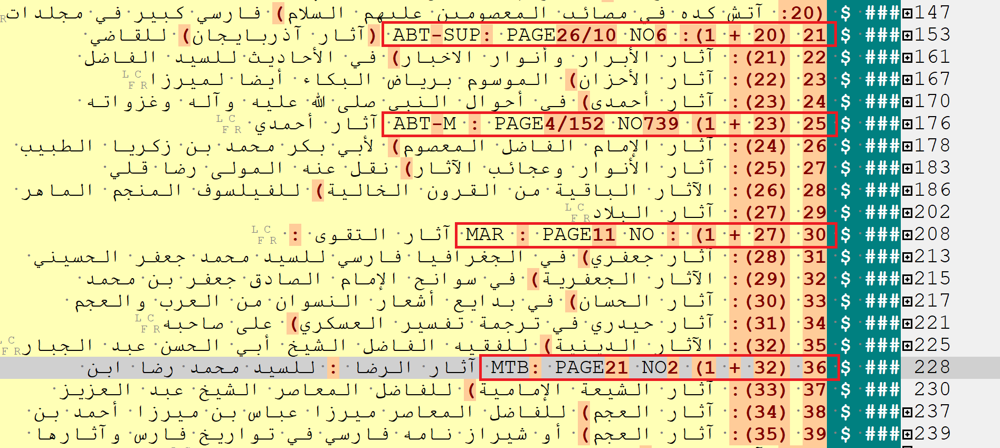 147 ### $ (20): آتش كده في مصائب المعصومين عليهم السلام) فارسي كبير في مجلدات
153 ### $ 21 (20 + 1): ABT-SUP: PAGE26/10 NO6 (آثار آذربايجان) للقاضي
161 ### $ 22 (21): آثار الأبرار وأنوار الاخبار) في الأحاديث للسيد الفاضل
167 ### $ 23 (22): آثار الأحزان) الموسوم برياض البكاء أيضا لميرزا
170 ### $ 24 (23): آثار أحمدى) في أحوال النبي صلى الله عليه وآله وغزواته
176 ### $ 25 (23 + 1) ABT-M : PAGE4/152 NO739 آثار أحمدي
178 ### $ 26 (24): آثار الإمام الفاضل المعصوم) لأبي بكر محمد بن زكريا الطبيب
183 ### $ 27 (25): آثار الأنوار وعجائب الآثار) نقل عنه المولى رضا قلي
186 ### $ 28 (26): الآثار الباقية من القرون الخالية) للفيلسوف المنجم الماهر
202 ### $ 29 (27): آثار البلاد
208 ### $ 30 (27 + 1) : MAR : PAGE11 NO آثار التقوى :
213 ### $ 31 (28): آثار جعفري) في الجغرافيا فارسي للسيد محمد جعفر الحسيني
215 ### $ 32 (29): الآثار الجعفرية) في سوانح الإمام الصادق جعفر بن محمد
217 ### $ 33 (30): آثار الحسان) في بدايع أشعار النسوان من العرب والعجم
221 ### $ 34 (31): آثار حيدري في ترجمة تفسير العسكري) على صاحبه
225 ### $ 35 (32): الآثار الدينية) للفقيه الفاضل الشيخ أبي الحسن عبد الجبار
228 ### $ 36 (32 + 1) MTB: PAGE21 NO2 آثار الرضا : للسيد محمد رضا ابن
230 ### $ 37 (33): آثار الشيعة الإمامية) للفاضل المعاصر الشيخ عبد العزيز
237 ### $ 38 (34): آثار العجم) للفاضل المعاصر ميرزا عباس بن ميرزا أحمد بن
239 ### $ 39 (35): آثار العجم) أو شيراز نامه فارسي في تواريخ فارس وآثارها